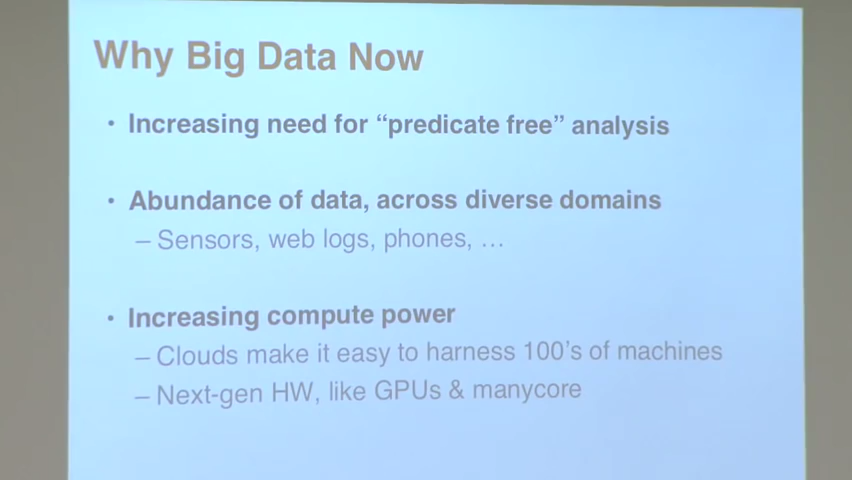 Why Big Data Now
• Increasing need for “predicate free” analysis
• Abundance of data, across diverse domains
– Sensors, web logs, phones, …
• Increasing compute power
– Clouds make it easy to harness 100’s of machines
– Next-gen HW, like GPUs & manycore